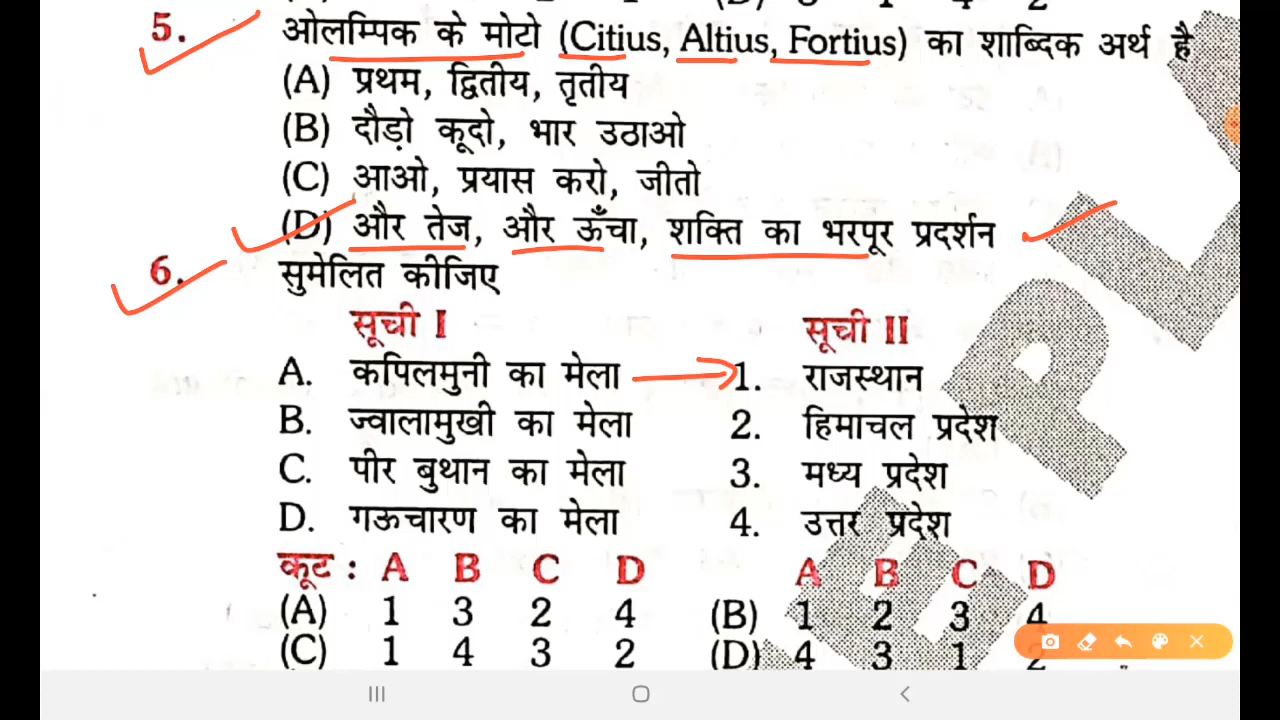 5. ओलम्पिक के मोटो (Citius, Altius, Fortius) का शाब्दिक अर्थ है
(A) प्रथम, द्वितीय, तृतीय
(B) दौड़ो कूदो, भार उठाओ
(C) आओ, प्रयास करो, जीतो
(D) और तेज, और ऊँचा, शक्ति का भरपूर प्रदर्शन
6. सुमेलित कीजिए
सूची I सूची II
A. कपिलमुनी का मेला 1. राजस्थान
B. ज्वालामुखी का मेला 2. हिमाचल प्रदेश
C. पीर बुथान का मेला 3. मध्य प्रदेश
D. गऊचारण का मेला 4. उत्तर प्रदेश
कूट : A B C D A B C D
(A) 1 3 2 4 (B) 1 2 3 4
(C) 1 4 3 2 (D) 4 3 1 2